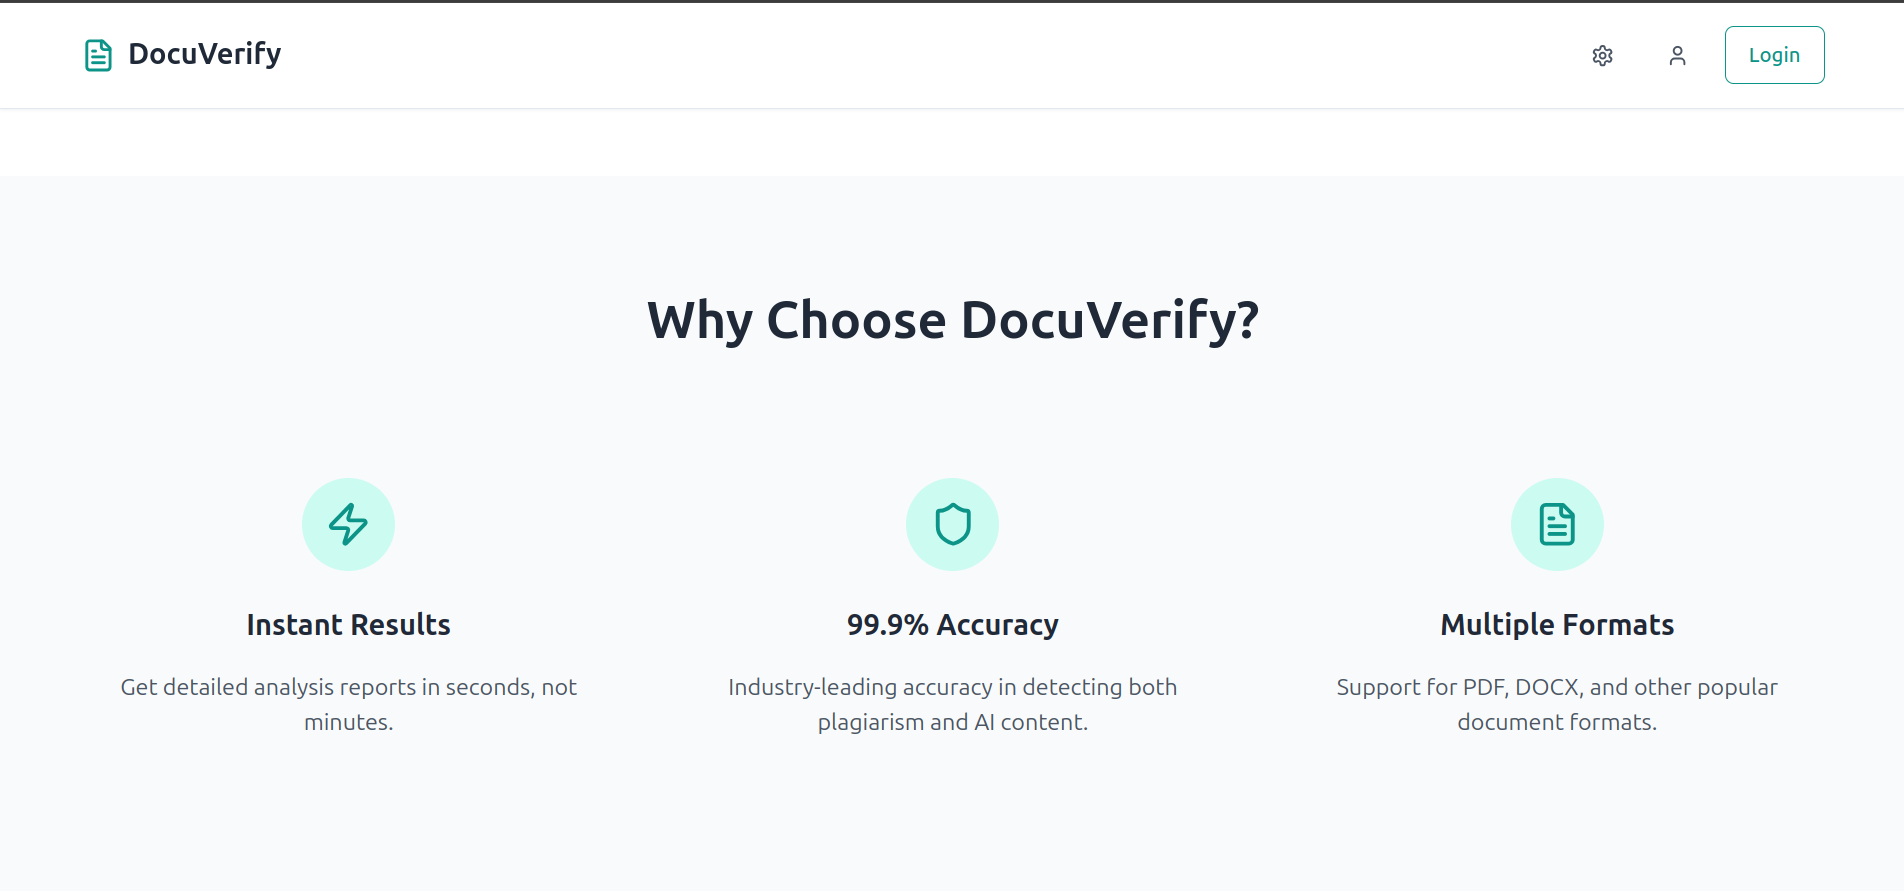 DocuVerify
Login
Why Choose DocuVerify?
Instant Results
Get detailed analysis reports in seconds, not
minutes.
99.9% Accuracy
Industry-leading accuracy in detecting both
plagiarism and AI content.
Multiple Formats
Support for PDF, DOCX, and other popular
document formats.